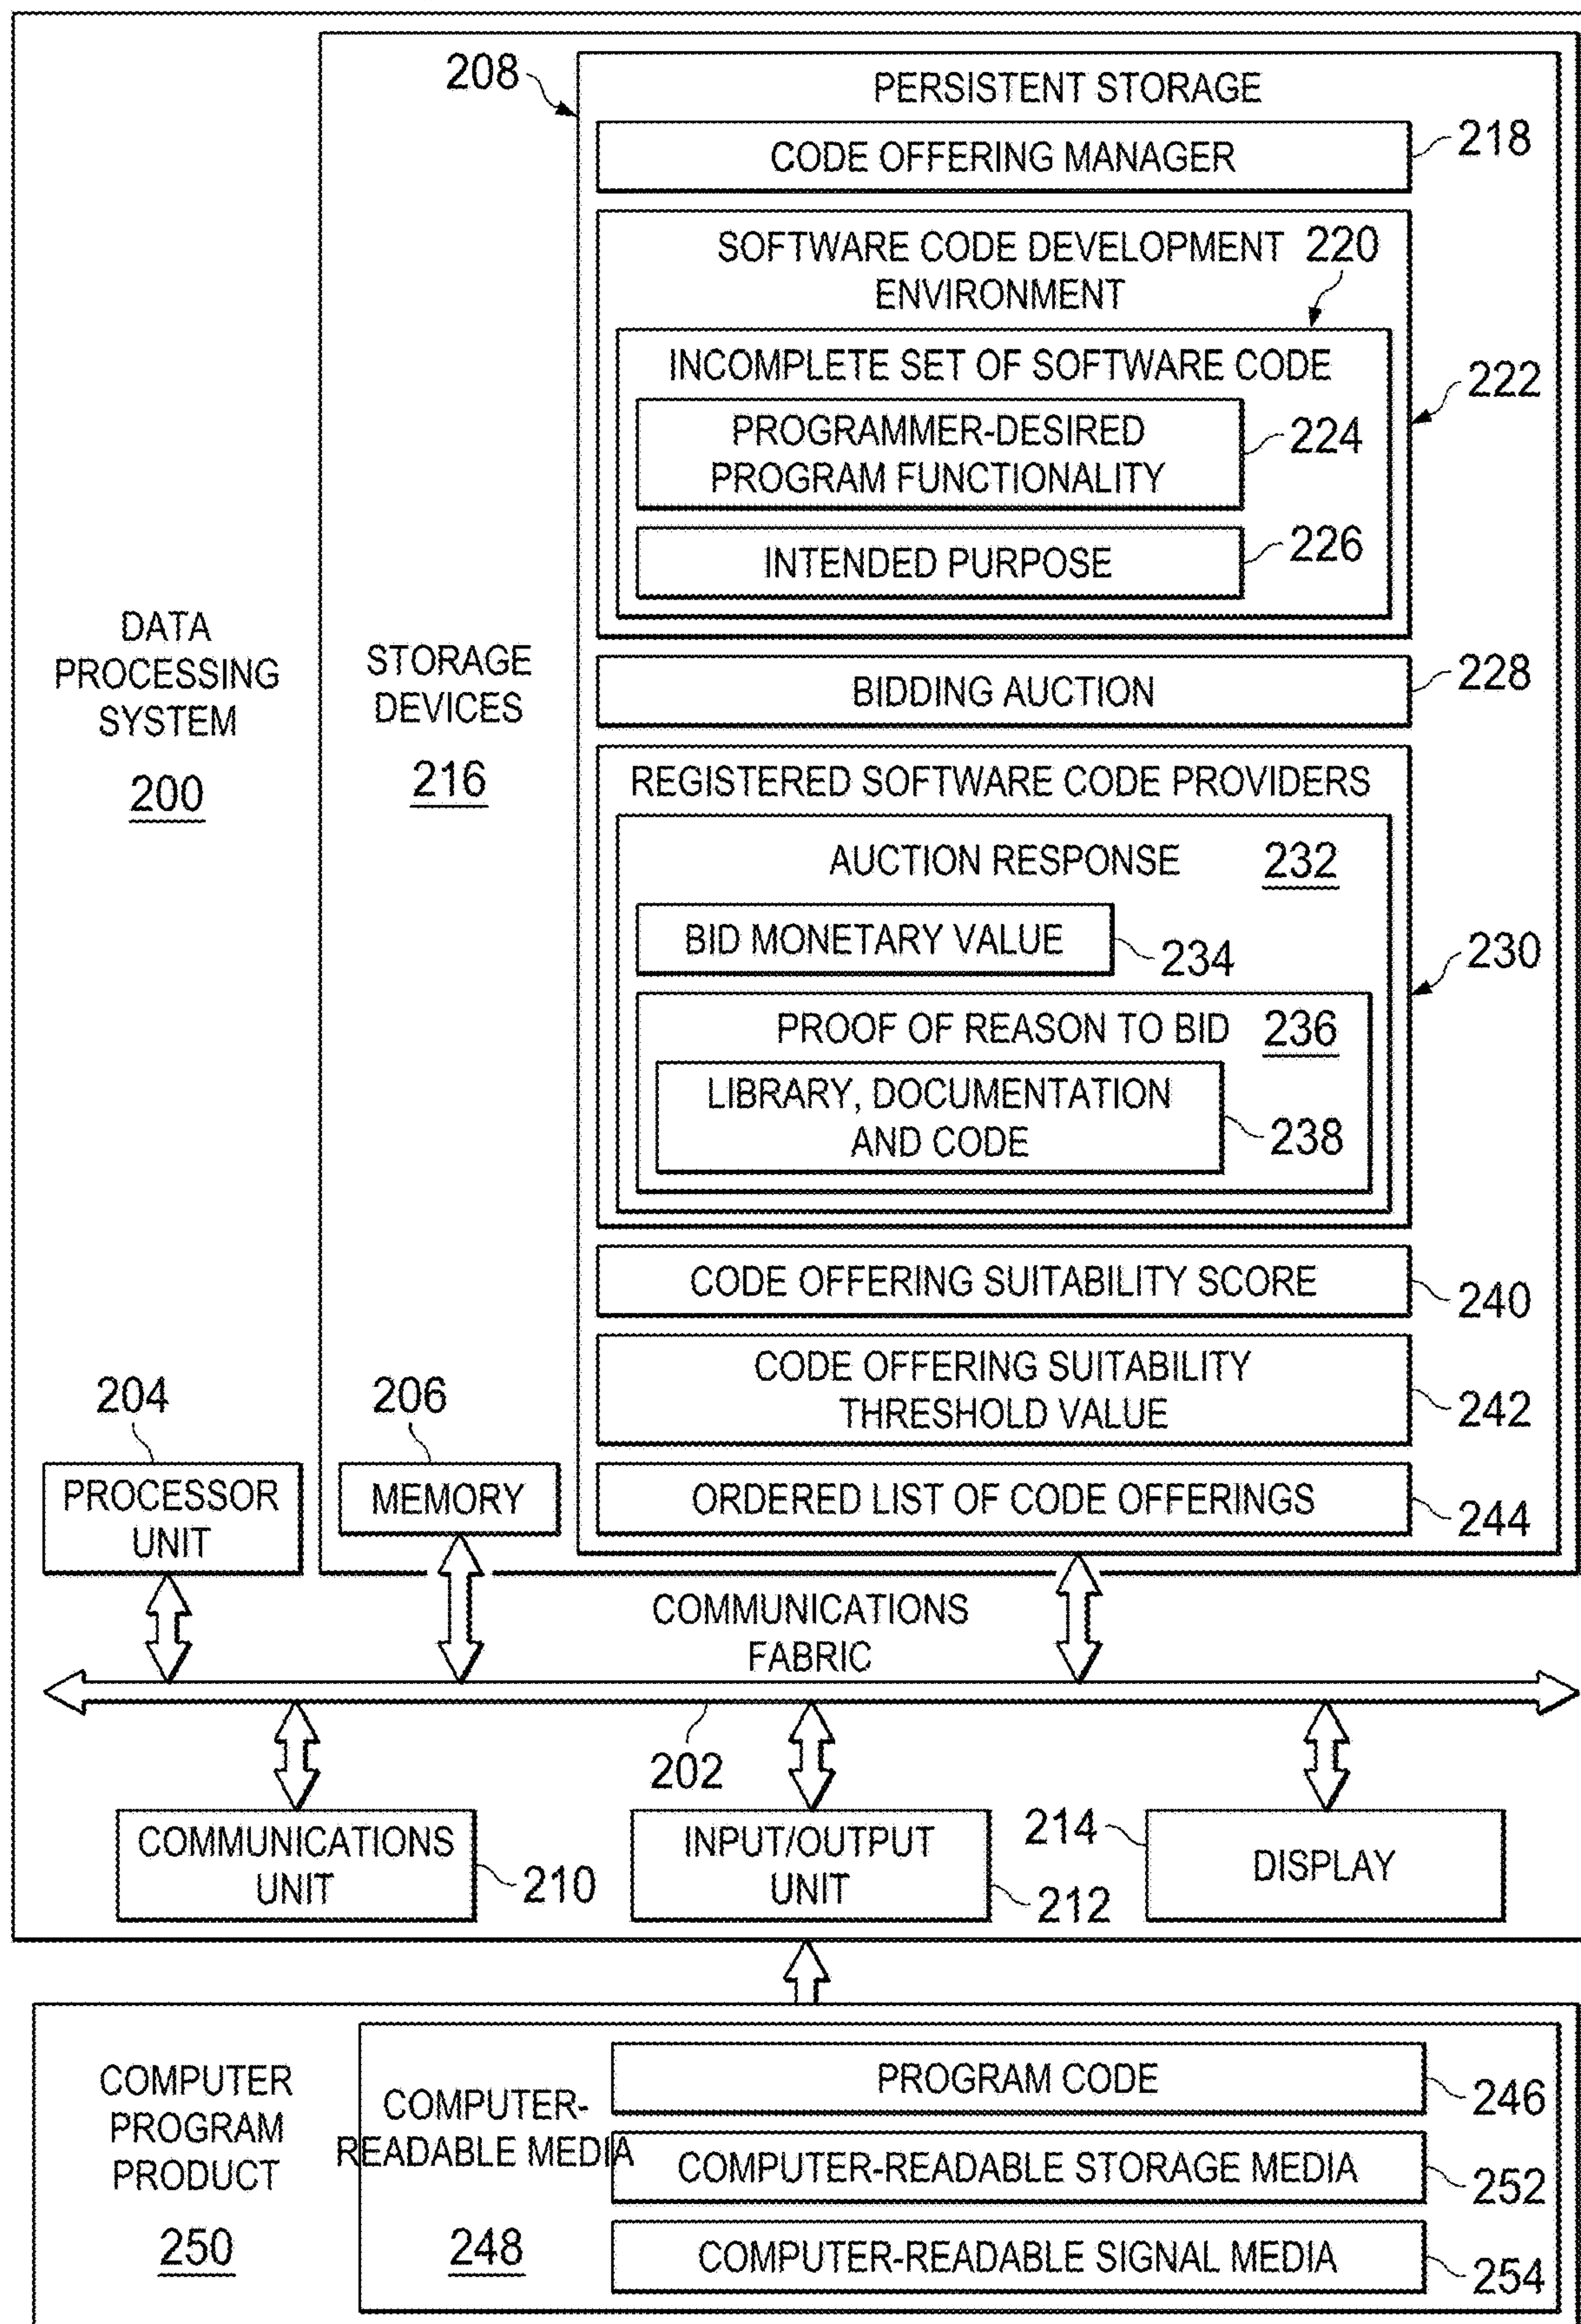 208
PERSISTENT STORAGE
CODE OFFERING MANAGER
218
SOFTWARE CODE DEVELOPMENT
ENVIRONMENT
220
INCOMPLETE SET OF SOFTWARE CODE
222
PROGRAMMER-DESIRED
PROGRAM FUNCTIONALITY
224
INTENDED PURPOSE
226
DATA
PROCESSING
SYSTEM
200
STORAGE
DEVICES
216
BIDDING AUCTION
228
REGISTERED SOFTWARE CODE PROVIDERS
AUCTION RESPONSE
232
BID MONETARY VALUE
234
230
PROOF OF REASON TO BID
236
LIBRARY, DOCUMENTATION
AND CODE
238
CODE OFFERING SUITABILITY SCORE
240
CODE OFFERING SUITABILITY
THRESHOLD VALUE
242
204
206
PROCESSOR
UNIT
MEMORY
ORDERED LIST OF CODE OFFERINGS
244
COMMUNICATIONS
FABRIC
202
COMMUNICATIONS
UNIT
210
INPUT/OUTPUT
UNIT
212
214
DISPLAY
COMPUTER
PROGRAM
PRODUCT
250
COMPUTER-
READABLE MEDIA
248
PROGRAM CODE
246
COMPUTER-READABLE STORAGE MEDIA
252
COMPUTER-READABLE SIGNAL MEDIA
254